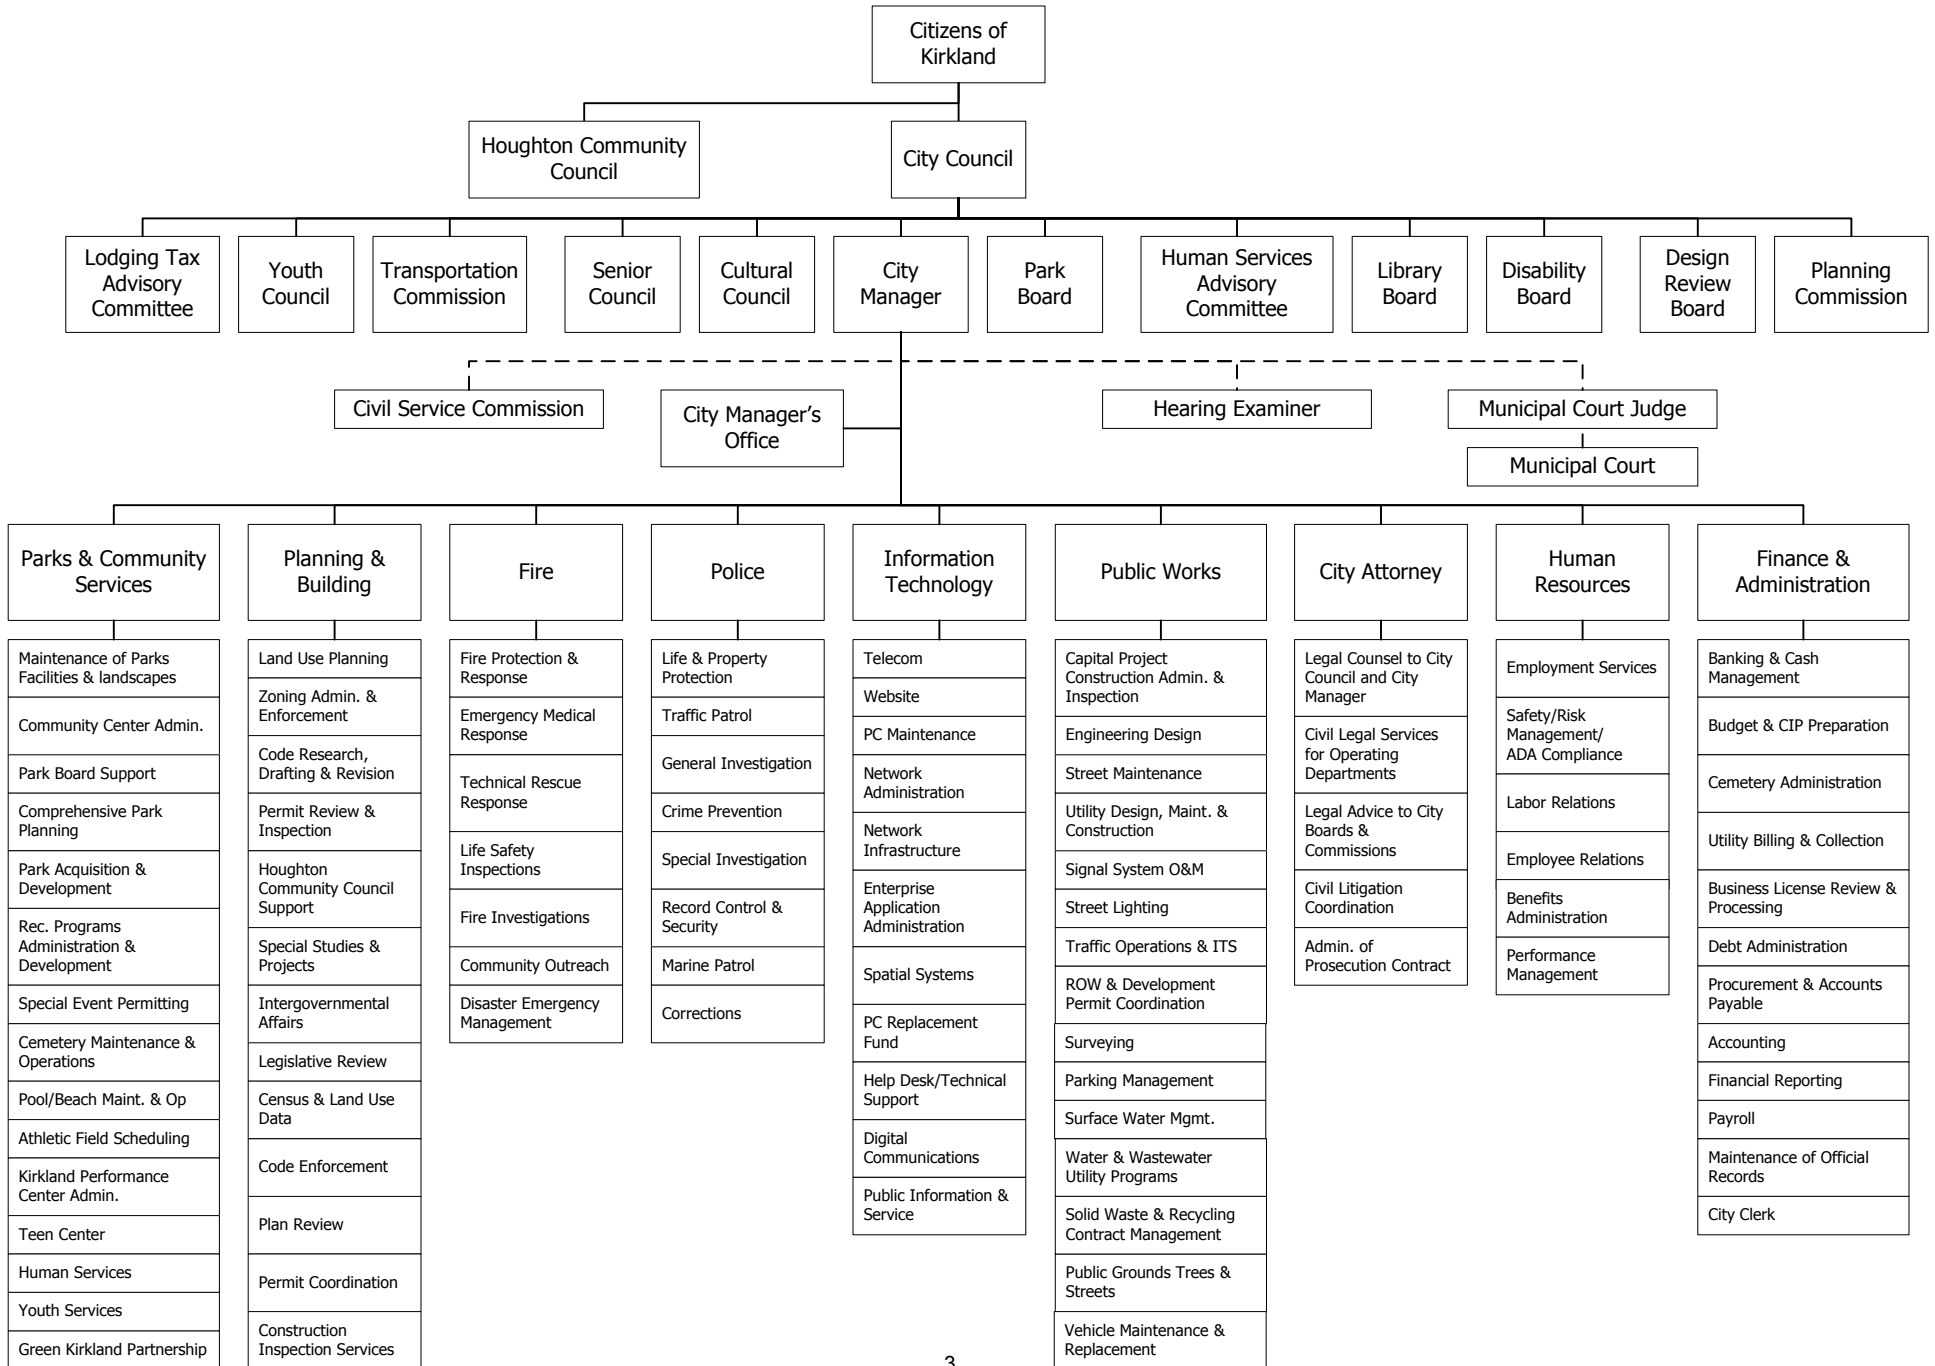 Citizens of
Kirkland
Houghton Community
Council
City Council
Lodging Tax
Advisory
Committee
Youth
Council
Transportation
Commission
Senior
Council
Cultural
Council
City
Manager
Park
Board
Human Services
Advisory
Committee
Library
Board
Disability
Board
Design
Review
Board
Planning
Commission
Civil Service Commission
City Manager’s
Office
Hearing Examiner
Municipal Court Judge
Municipal Court
Parks & Community
Services
Maintenance of Parks
Facilities & landscapes
Community Center Admin.
Park Board Support
Comprehensive Park
Planning
Park Acquisition &
Development
Rec. Programs
Administration &
Development
Special Event Permitting
Cemetery Maintenance &
Operations
Pool/Beach Maint. & Op
Athletic Field Scheduling
Kirkland Performance
Center Admin.
Teen Center
Human Services
Youth Services
Green Kirkland Partnership
Planning &
Building
Land Use Planning
Zoning Admin. &
Enforcement
Code Research,
Drafting & Revision
Permit Review &
Inspection
Houghton
Community Council
Support
Special Studies &
Projects
Intergovernmental
Affairs
Legislative Review
Census & Land Use
Data
Code Enforcement
Plan Review
Permit Coordination
Construction
Inspection Services
Fire
Fire Protection &
Response
Emergency Medical
Response
Technical Rescue
Response
Life Safety
Inspections
Fire Investigations
Community Outreach
Disaster Emergency
Management
Police
Life & Property
Protection
Traffic Patrol
General Investigation
Crime Prevention
Special Investigation
Record Control &
Security
Marine Patrol
Corrections
Information
Technology
Telecom
Website
PC Maintenance
Network
Administration
Network
Infrastructure
Enterprise
Application
Administration
Spatial Systems
PC Replacement
Fund
Help Desk/Technical
Support
Digital
Communications
Public Information &
Service
Public Works
Capital Project
Construction Admin. &
Inspection
Engineering Design
Street Maintenance
Utility Design, Maint. &
Construction
Signal System O&M
Street Lighting
Traffic Operations & ITS
ROW & Development
Permit Coordination
Surveying
Parking Management
Surface Water Mgmt.
Water & Wastewater
Utility Programs
Solid Waste & Recycling
Contract Management
Public Grounds Trees &
Streets
Vehicle Maintenance &
Replacement
City Attorney
Legal Counsel to City
Council and City
Manager
Civil Legal Services
for Operating
Departments
Legal Advice to City
Boards &
Commissions
Civil Litigation
Coordination
Admin. of
Prosecution Contract
Human
Resources
Employment Services
Safety/Risk
Management/
ADA Compliance
Labor Relations
Employee Relations
Benefits
Administration
Performance
Management
Finance &
Administration
Banking & Cash
Management
Budget & CIP Preparation
Cemetery Administration
Utility Billing & Collection
Business License Review &
Processing
Debt Administration
Procurement & Accounts
Payable
Accounting
Financial Reporting
Payroll
Maintenance of Official
Records
City Clerk
3